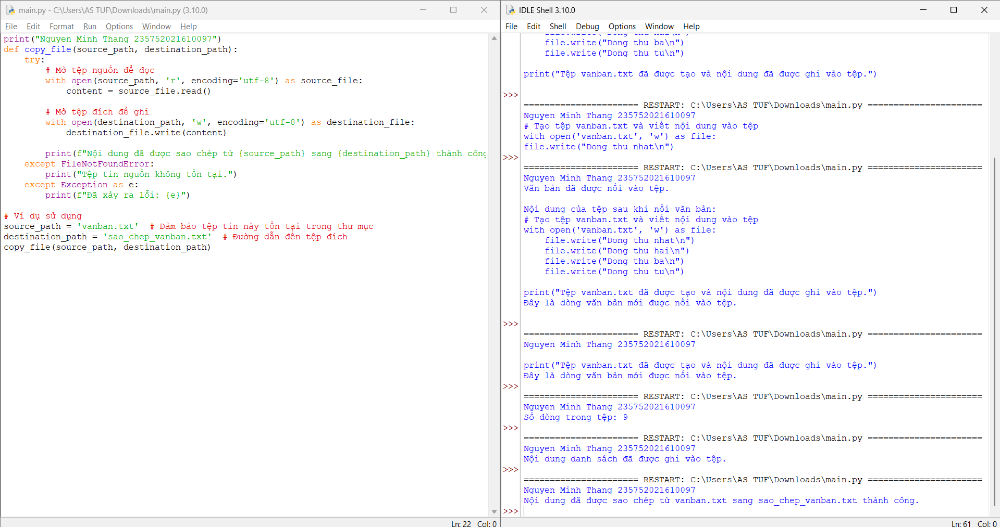 main.py - C:\Users\AS TUF\Downloads\main.py (3.10.0)
File Edit Format Run Options Window Help
print("Nguyen Minh Thang 235752021610097")
def copy_file(source_path, destination_path):
    try:
        # Mở tệp nguồn để đọc
        with open(source_path, 'r', encoding='utf-8') as source_file:
            content = source_file.read()
        # Mở tệp đích để ghi
        with open(destination_path, 'w', encoding='utf-8') as destination_file:
            destination_file.write(content)
        print(f"Nội dung đã được sao chép từ {source_path} sang {destination_path} thành công
    except FileNotFoundError:
        print("Tệp tin nguồn không tồn tại.")
    except Exception as e:
        print(f"Đã xảy ra lỗi: {e}")
# Ví dụ sử dụng
source_path = 'vanban.txt'  # Đảm bảo tệp tin này tồn tại trong thư mục
destination_path = 'sao_chep_vanban.txt'  # Đường dẫn đến tệp đích
copy_file(source_path, destination_path)
Ln: 22 Col: 0
IDLE Shell 3.10.0
File Edit Shell Debug Options Window Help
    file.write("Dong thu hai\n")
    file.write("Dong thu ba\n")
    file.write("Dong thu tu\n")
print("Tệp vanban.txt đã được tạo và nội dung đã được ghi vào tệp.")
>>>
====================== RESTART: C:\Users\AS TUF\Downloads\main.py ======================
Nguyen Minh Thang 235752021610097
# Tạo tệp vanban.txt và viết nội dung vào tệp
with open('vanban.txt', 'w') as file:
file.write("Dong thu nhat\n")
>>>
====================== RESTART: C:\Users\AS TUF\Downloads\main.py ======================
Nguyen Minh Thang 235752021610097
Văn bản đã được nối vào tệp.
Nội dung của tệp sau khi nối văn bản:
# Tạo tệp vanban.txt và viết nội dung vào tệp
with open('vanban.txt', 'w') as file:
    file.write("Dong thu nhat\n")
    file.write("Dong thu hai\n")
    file.write("Dong thu ba\n")
    file.write("Dong thu tu\n")
print("Tệp vanban.txt đã được tạo và nội dung đã được ghi vào tệp.")
Đây là dòng văn bản mới được nối vào tệp.
>>>
====================== RESTART: C:\Users\AS TUF\Downloads\main.py ======================
Nguyen Minh Thang 235752021610097
print("Tệp vanban.txt đã được tạo và nội dung đã được ghi vào tệp.")
Đây là dòng văn bản mới được nối vào tệp.
>>>
====================== RESTART: C:\Users\AS TUF\Downloads\main.py ======================
Nguyen Minh Thang 235752021610097
Số dòng trong tệp: 9
>>>
====================== RESTART: C:\Users\AS TUF\Downloads\main.py ======================
Nguyen Minh Thang 235752021610097
Nội dung danh sách đã được ghi vào tệp.
>>>
====================== RESTART: C:\Users\AS TUF\Downloads\main.py ======================
Nguyen Minh Thang 235752021610097
Nội dung đã được sao chép từ vanban.txt sang sao_chep_vanban.txt thành công.
>>>
Ln: 61 Col: 0